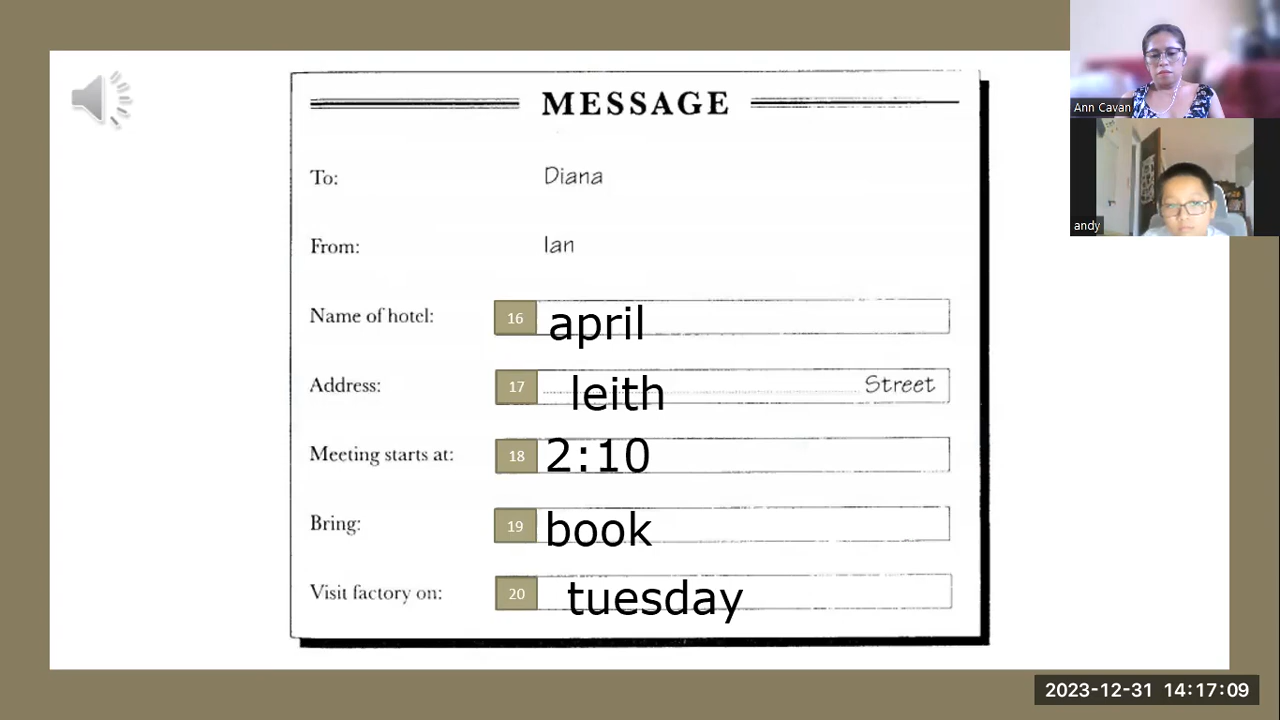 MESSAGE
To: Diana
From: Ian
Name of hotel: 16 april
Address: 17 leith Street
Meeting starts at: 18 2:10
Bring: 19 book
Visit factory on: 20 tuesday
Ann Cavan
andy
2023-12-31 14:17:09